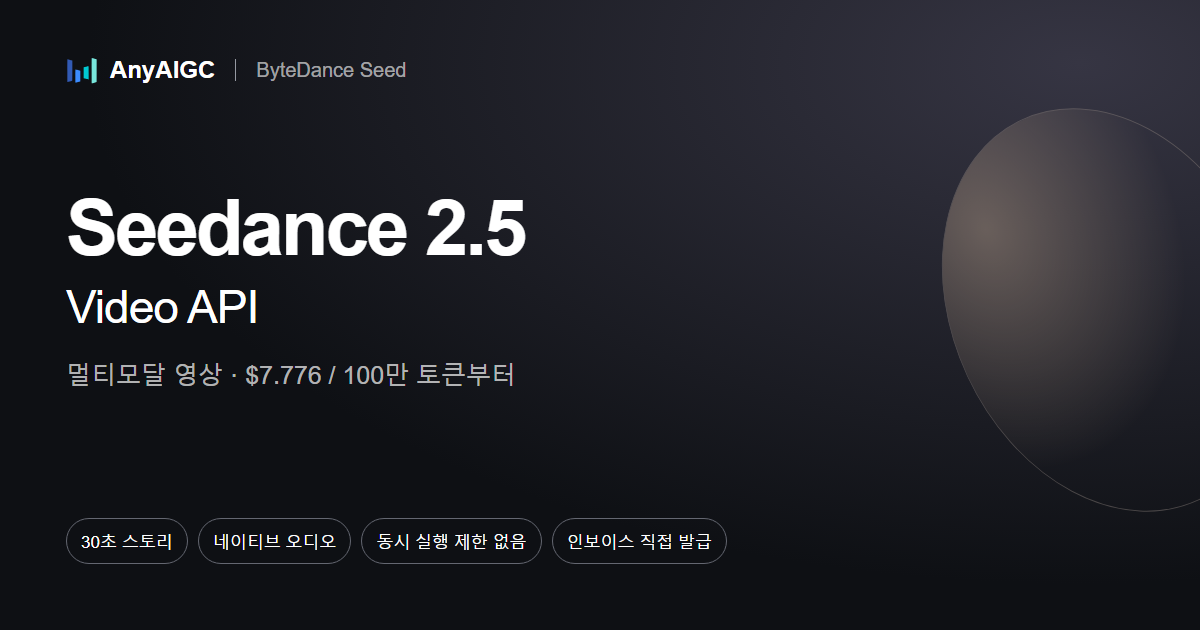 AnyAIGC | ByteDance Seed
Seedance 2.5
Video API
멀티모달 영상 · $7.776 / 100만 토큰부터
30초 스토리 네이티브 오디오 동시 실행 제한 없음 인보이스 직접 발급